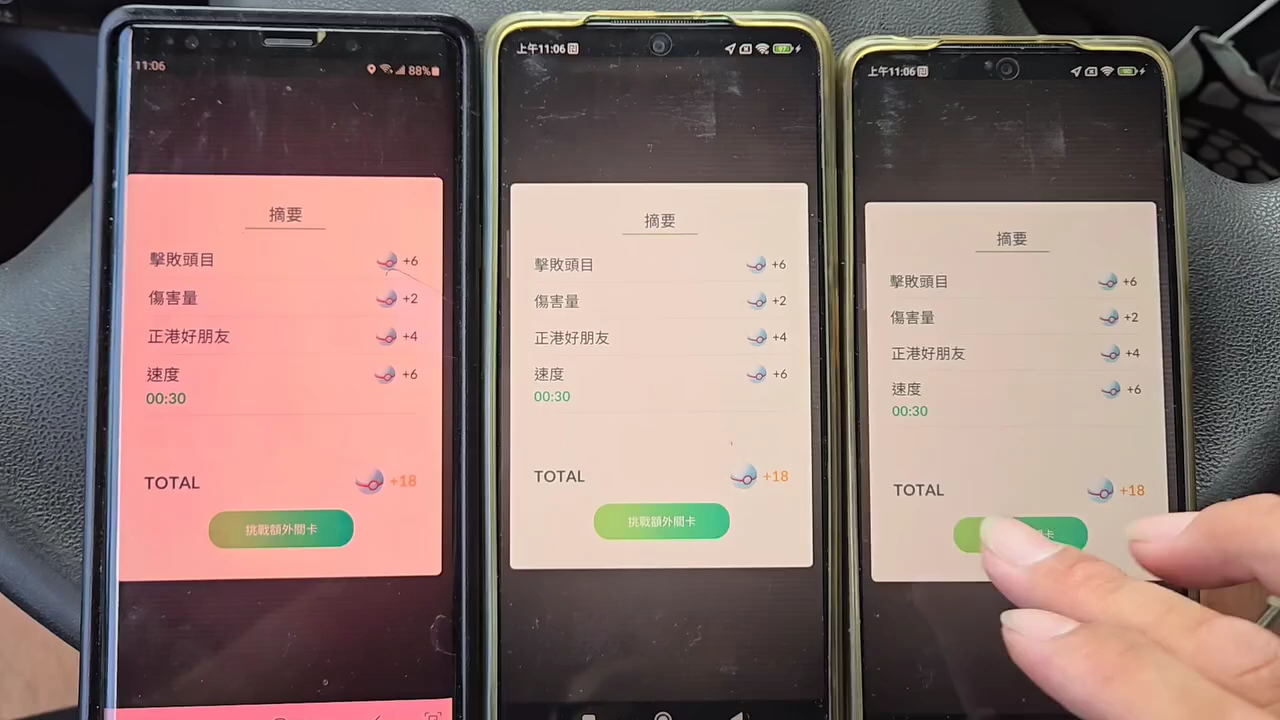 11:06
88%
摘要
擊敗頭目 +6
傷害量 +2
正港好朋友 +4
速度 +6
00:30
TOTAL +18
挑戰額外關卡
上午11:06
97
摘要
擊敗頭目 +6
傷害量 +2
正港好朋友 +4
速度 +6
00:30
TOTAL +18
挑戰額外關卡
上午11:06
摘要
擊敗頭目 +6
傷害量 +2
正港好朋友 +4
速度 +6
00:30
TOTAL +18
卡